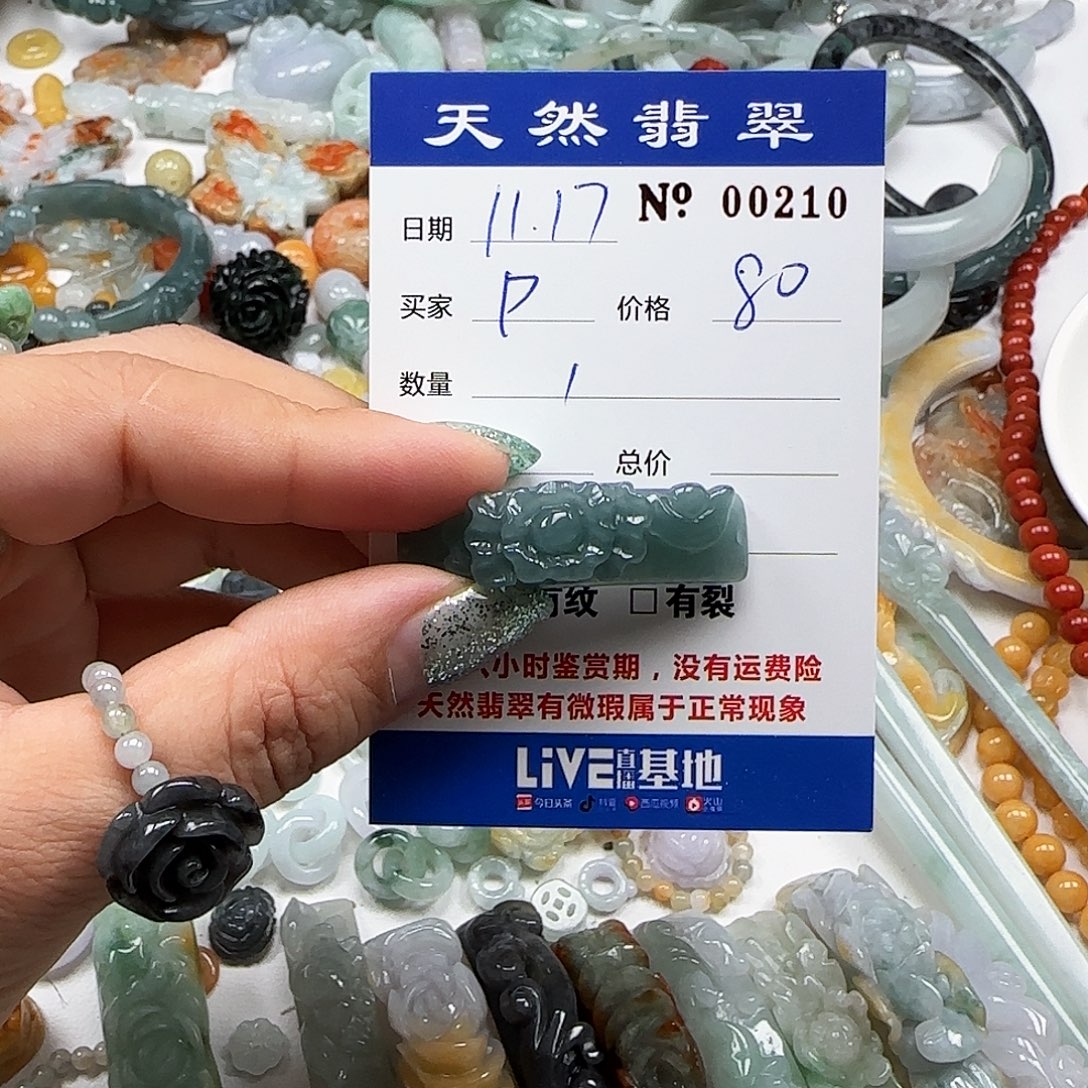 天然翡翠
日期 11.17 Nº 00210
买家 P 价格 80
数量 1
总价
有纹 □有裂
小时鉴赏期，没有运费险
天然翡翠有微瑕属于正常现象
LiVE直播基地
头条 今日头条 抖音 西瓜视频 火山